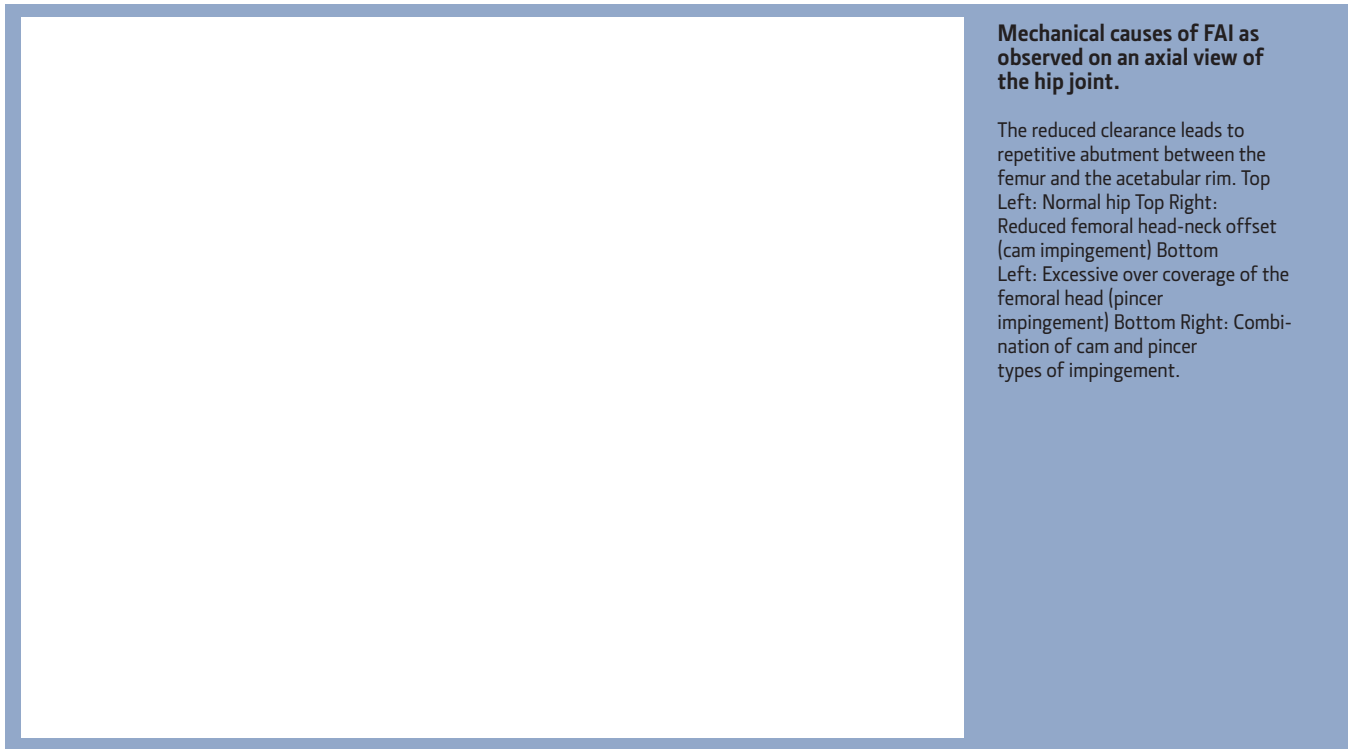 Mechanical causes of FAI as
observed on an axial view of
the hip joint.
The reduced clearance leads to
repetitive abutment between the
femur and the acetabular rim. Top
Left: Normal hip Top Right:
Reduced femoral head-neck offset
(cam impingement) Bottom
Left: Excessive over coverage of the
femoral head (pincer
impingement) Bottom Right: Combi-
nation of cam and pincer
types of impingement.